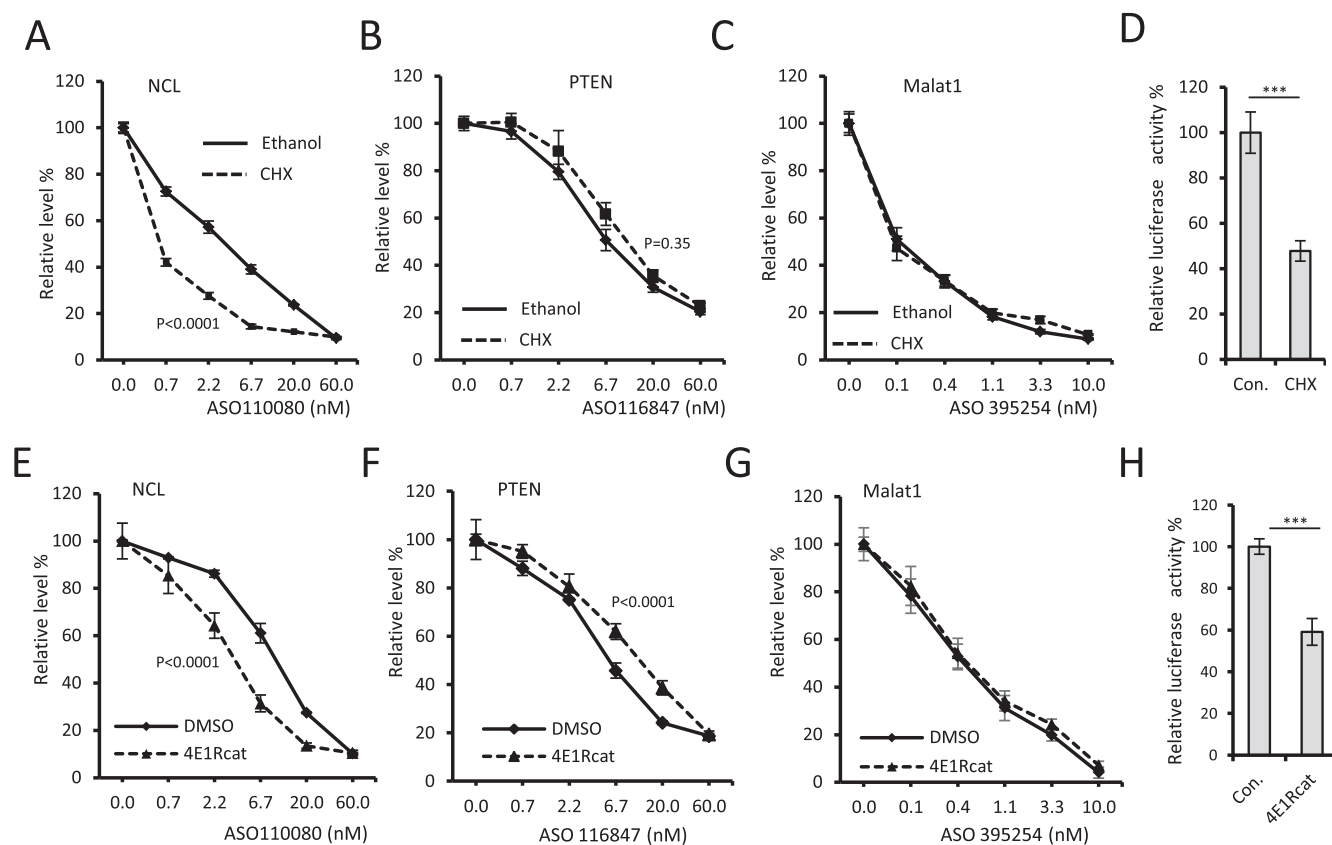 A
NCL
Relative level %
120
100
80
60
40
20
0
Ethanol
CHX
P<0.0001
0.0 0.7 2.2 6.7 20.0 60.0
ASO110080 (nM)
B
PTEN
Relative level %
120
100
80
60
40
20
0
P=0.35
Ethanol
CHX
0.0 0.7 2.2 6.7 20.0 60.0
ASO116847 (nM)
C
Malat1
Relative level %
120
100
80
60
40
20
0
Ethanol
CHX
0.0 0.1 0.4 1.1 3.3 10.0
ASO 395254 (nM)
D
Relative luciferase activity %
120
100
80
60
40
20
0
***
Con. CHX
E
NCL
Relative level %
120
100
80
60
40
20
0
P<0.0001
DMSO
4E1Rcat
0.0 0.7 2.2 6.7 20.0 60.0
ASO110080 (nM)
F
PTEN
Relative level %
120
100
80
60
40
20
0
P<0.0001
DMSO
4E1Rcat
0.0 0.7 2.2 6.7 20.0 60.0
ASO 116847 (nM)
G
Malat1
Relative level %
120
100
80
60
40
20
0
DMSO
4E1Rcat
0.0 0.1 0.4 1.1 3.3 10.0
ASO 395254 (nM)
H
Relative luciferase activity %
120
100
80
60
40
20
0
***
Con. 4E1Rcat